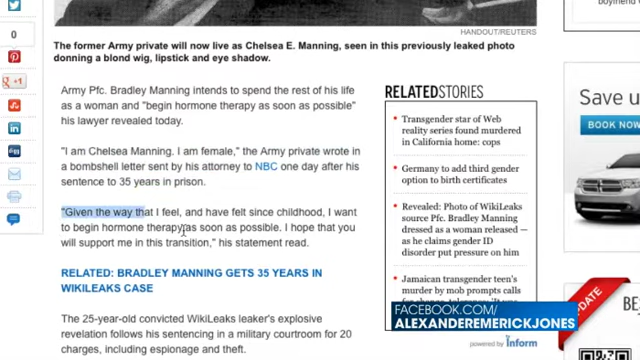 HANDOUT/REUTERS
The former Army private will now live as Chelsea E. Manning, seen in this previously leaked photo
donning a blond wig, lipstick and eye shadow.
0
+1
Army Pfc. Bradley Manning intends to spend the rest of his life
as a woman and "begin hormone therapy as soon as possible"
his lawyer revealed today.
"I am Chelsea Manning. I am female," the Army private wrote in
a bombshell letter sent by his attorney to NBC one day after his
sentence to 35 years in prison.
"Given the way that I feel, and have felt since childhood, I want
to begin hormone therapy as soon as possible. I hope that you
will support me in this transition," his statement read.
RELATED: BRADLEY MANNING GETS 35 YEARS IN
WIKILEAKS CASE
The 25-year-old convicted WikiLeaks leaker's explosive
revelation follows his sentencing in a military courtroom for 20
charges, including espionage and theft.
RELATEDSTORIES
Transgender star of Web
reality series found murdered
in California home: cops
Germany to add third gender
option to birth certificates
Revealed: Photo of WikiLeaks
source Pfc. Bradley Manning
dressed as a woman released —
as he claims gender ID
disorder put pressure on him
Jamaican transgender teen's
murder by mob prompts calls
powered by inform
Save u
BOOK NOW
DATE
BES
FACEBOOK.COM/
ALEXANDEREMERICKJONES